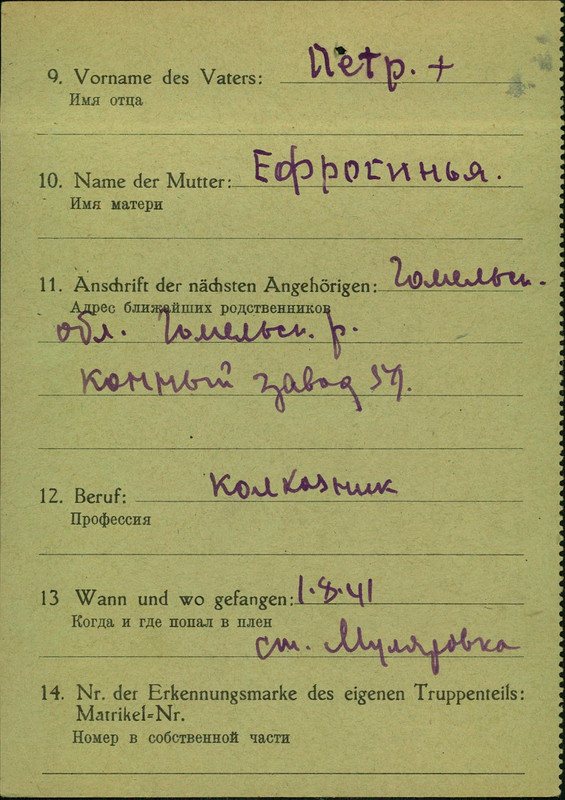 9. Vorname des Vaters: Петр. +
Имя отца
10. Name der Mutter: Ефросинья.
Имя матери
11. Anschrift der nächsten Angehörigen: Гомельск.
Адрес ближейших родственников
обл. Гомельск. р.
Конный завод 59.
12. Beruf: Колхозник
Профессия
13 Wann und wo gefangen: 1.8.41
Когда и где попал в плен
ст. Муляровка
14. Nr. der Erkennungsmarke des eigenen Truppenteils:
Matrikel=Nr.
Номер в собственной части